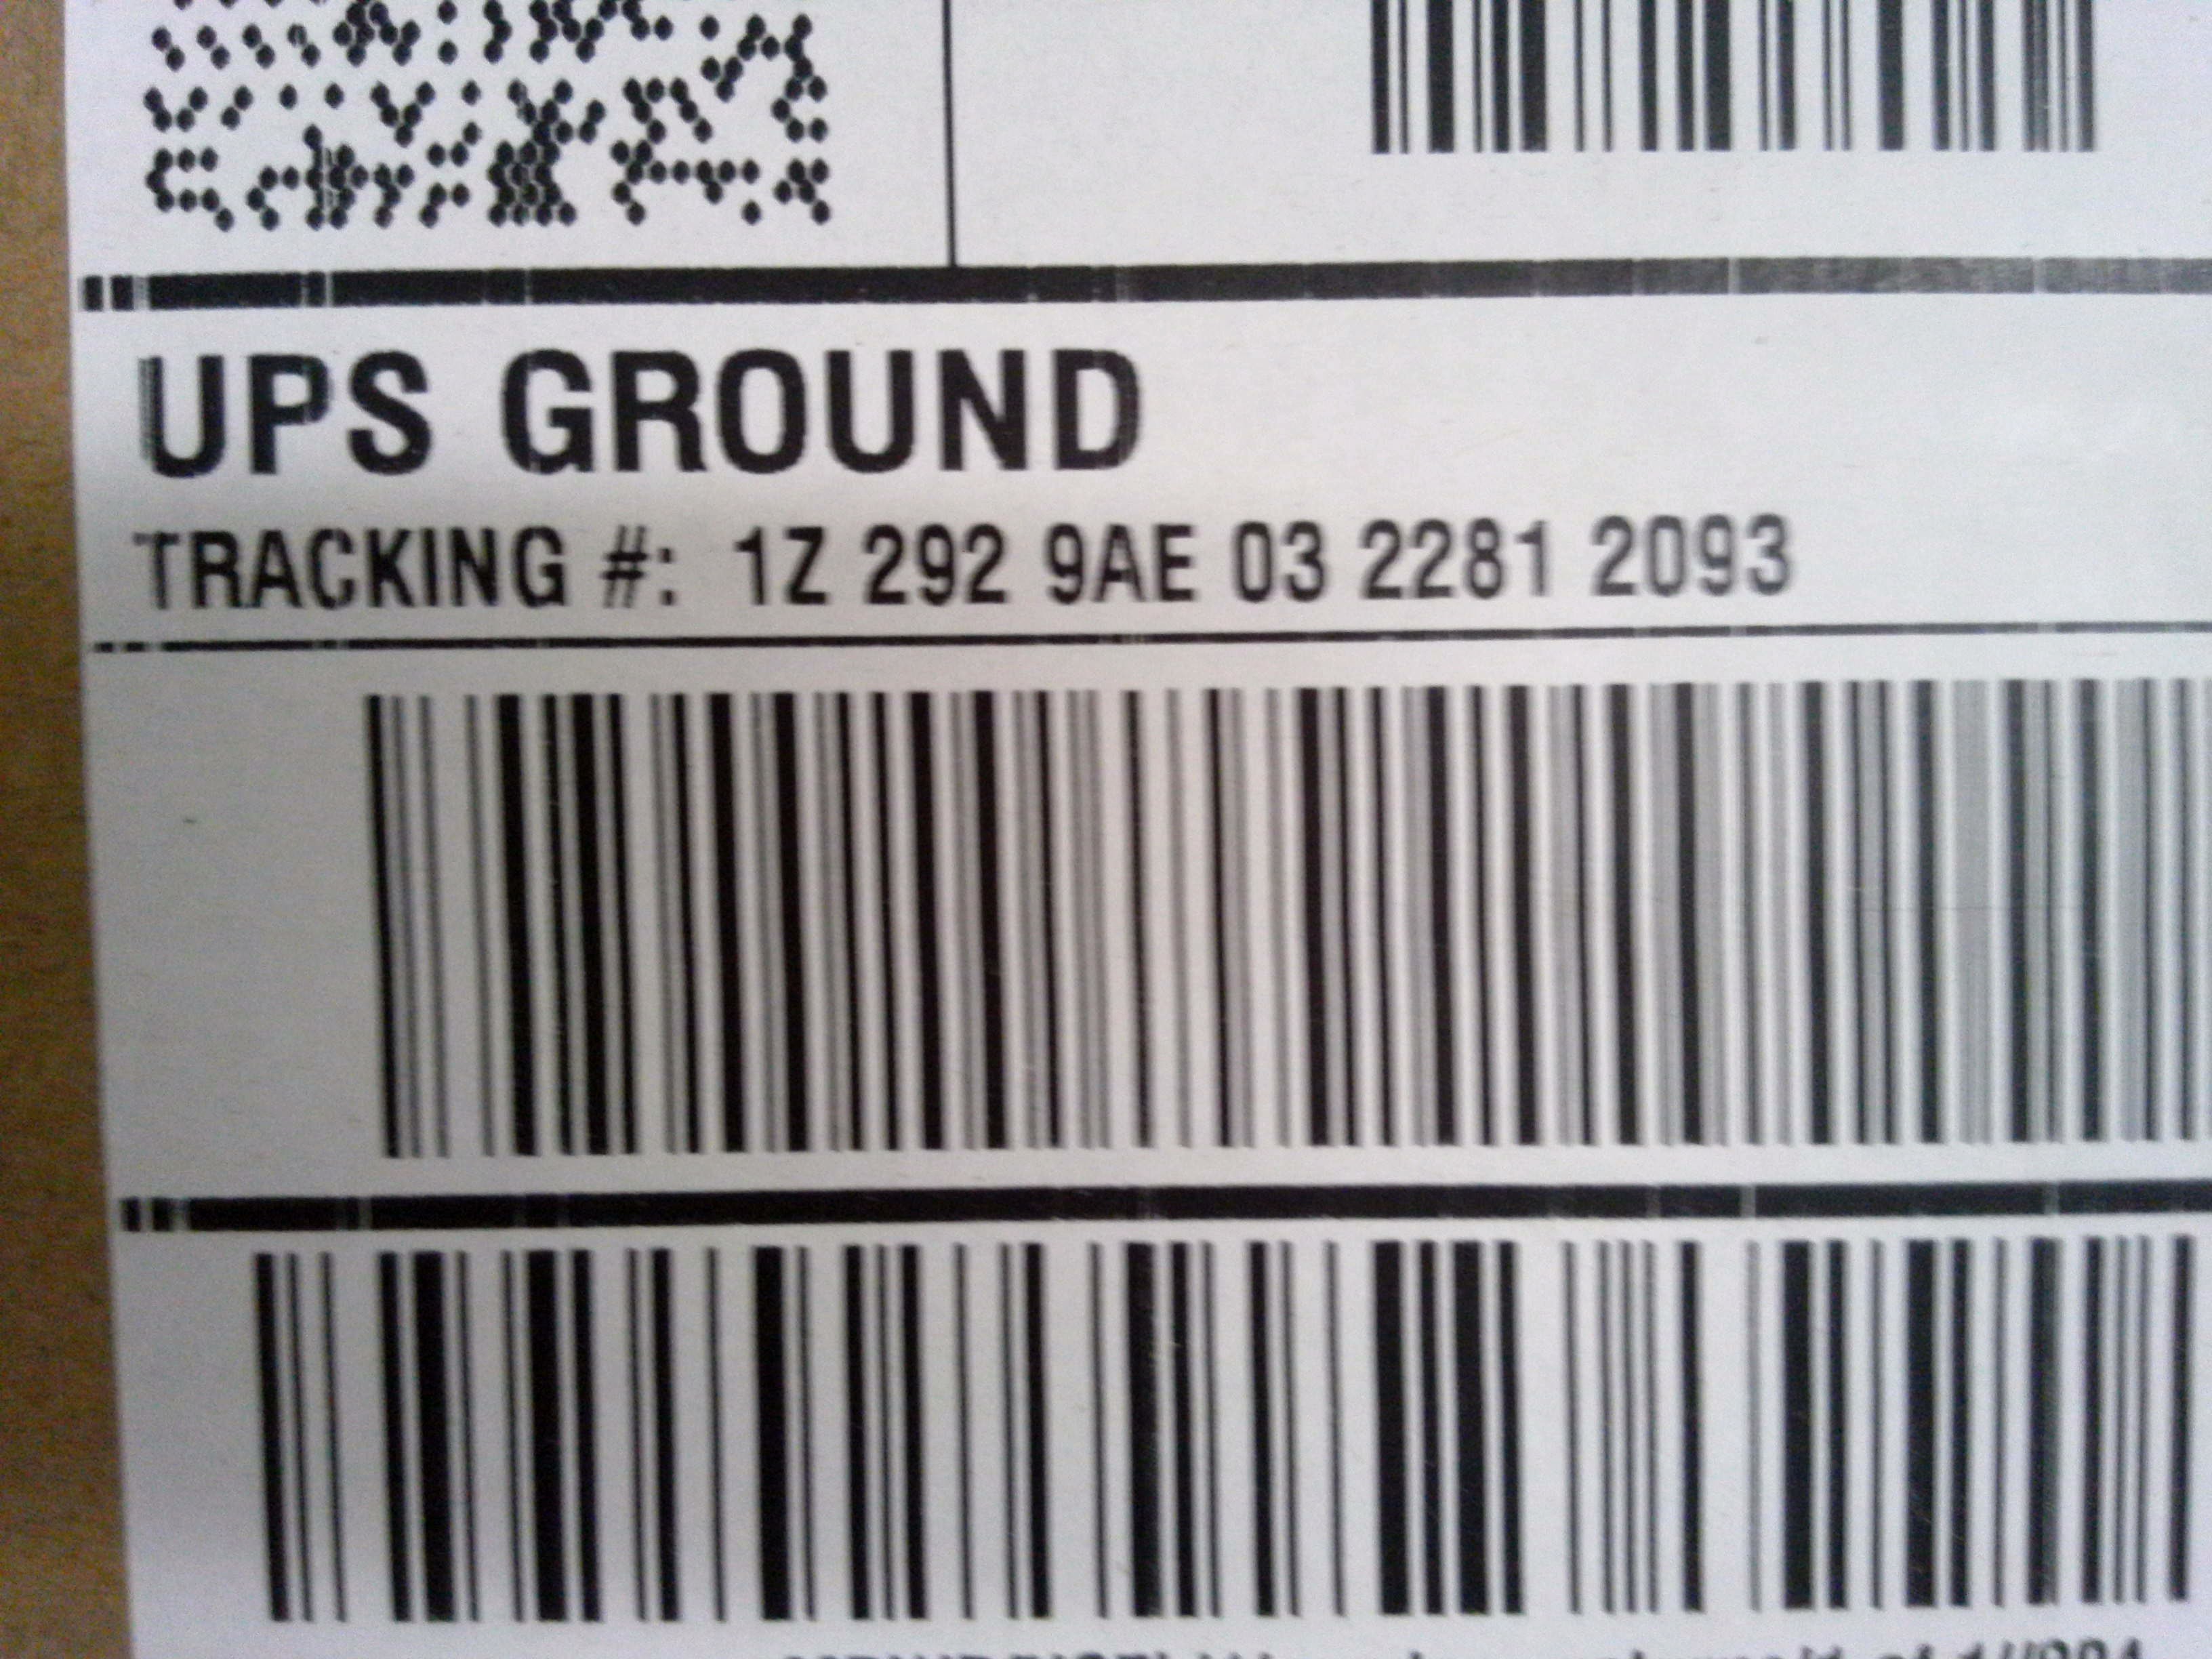 UPS GROUND
TRACKING #: 1Z 292 9AE 03 2281 2093